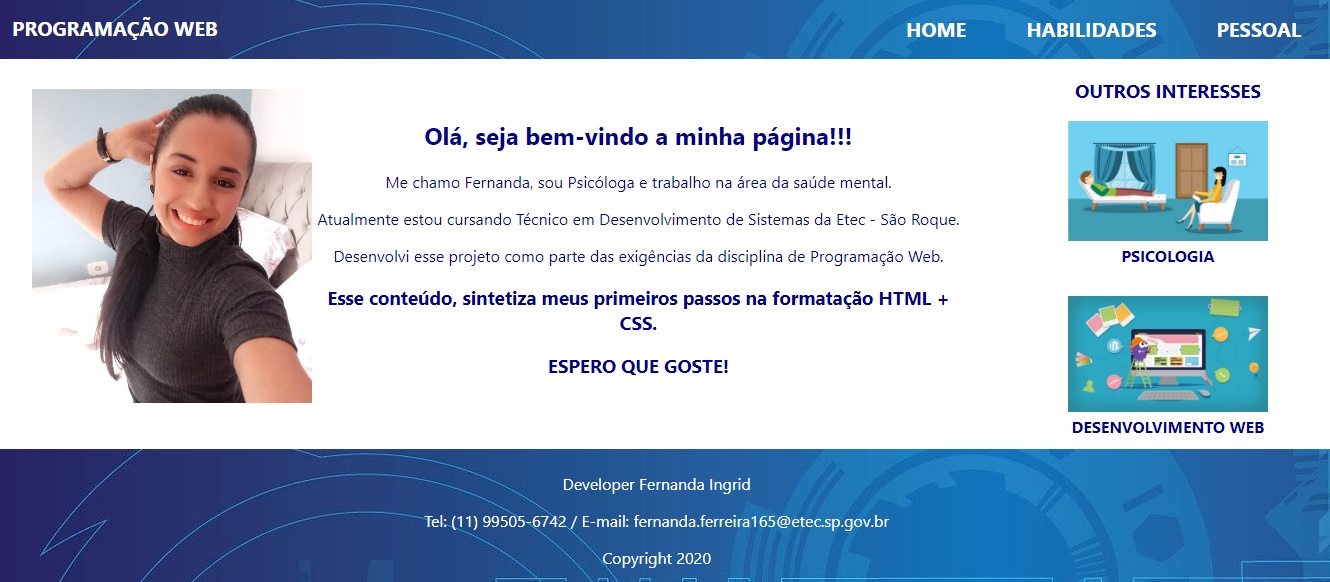 PROGRAMAÇÃO WEB
HOME
HABILIDADES
PESSOAL
Olá, seja bem-vindo a minha página!!!
Me chamo Fernanda, sou Psicóloga e trabalho na área da saúde mental.
Atualmente estou cursando Técnico em Desenvolvimento de Sistemas da Etec - São Roque.
Desenvolvi esse projeto como parte das exigências da disciplina de Programação Web.
Esse conteúdo, sintetiza meus primeiros passos na formatação HTML +
CSS.
ESPERO QUE GOSTE!
OUTROS INTERESSES
PSICOLOGIA
DESENVOLVIMENTO WEB
Developer Fernanda Ingrid
Tel: (11) 99505-6742 / E-mail: fernanda.ferreira165@etec.sp.gov.br
Copyright 2020